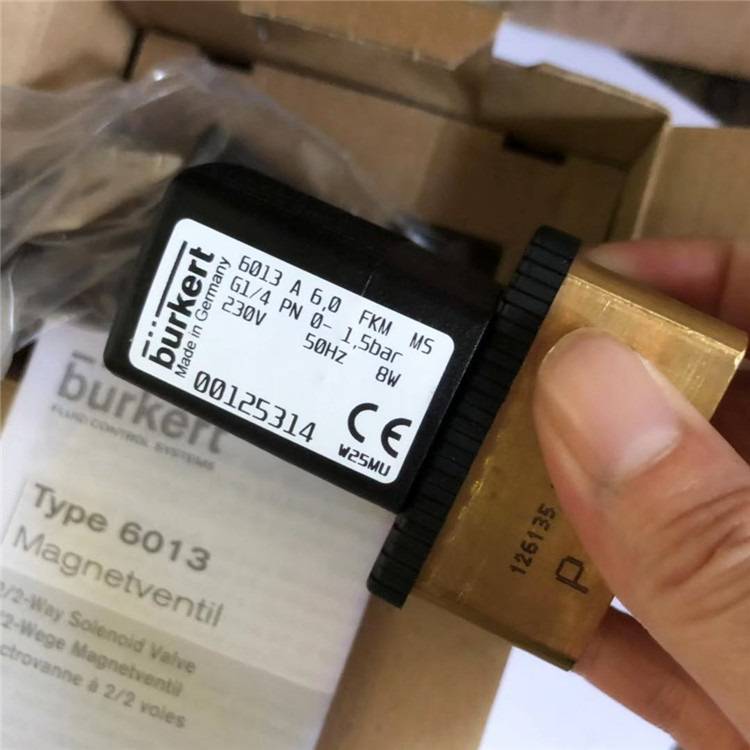 bürkert
Made in Germany
6013 A 6,0 FKM MS
G1/4 PN 0- 1,5bar
230V 50Hz 8W
00125314
CE
W25MU
126135
P
bürkert
FLUID CONTROL SYSTEMS
Type 6013
Magnetventil
2/2-Way Solenoid Valve
2/2-Wege Magnetventil
ctrovanne à 2/2 voies